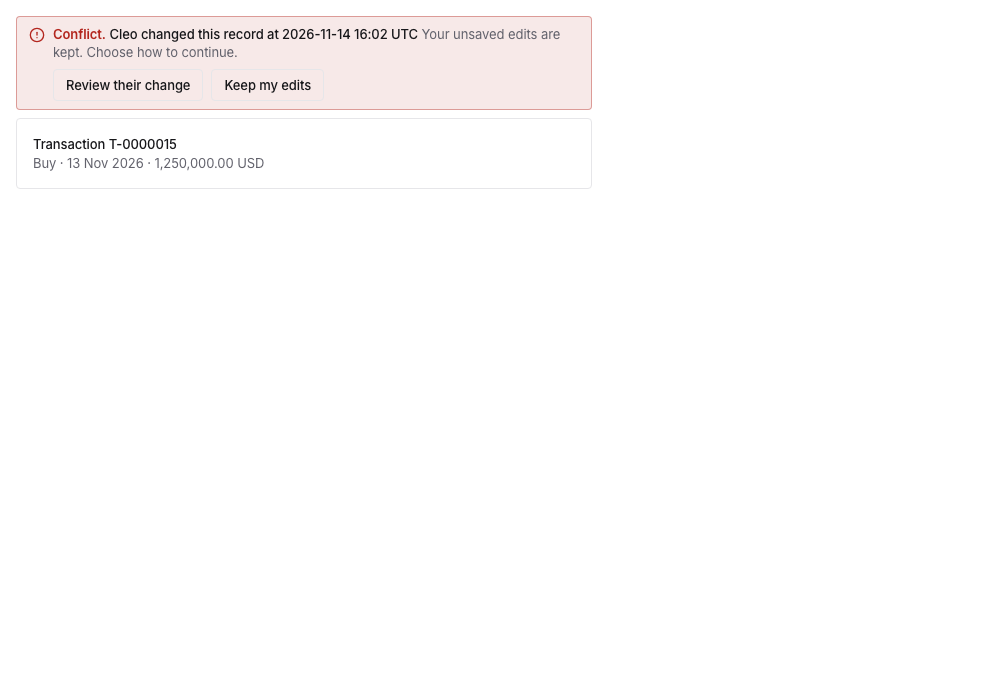 Conflict. Cleo changed this record at 2026-11-14 16:02 UTC Your unsaved edits are
kept. Choose how to continue.
Review their change
Keep my edits
Transaction T-0000015
Buy · 13 Nov 2026 · 1,250,000.00 USD